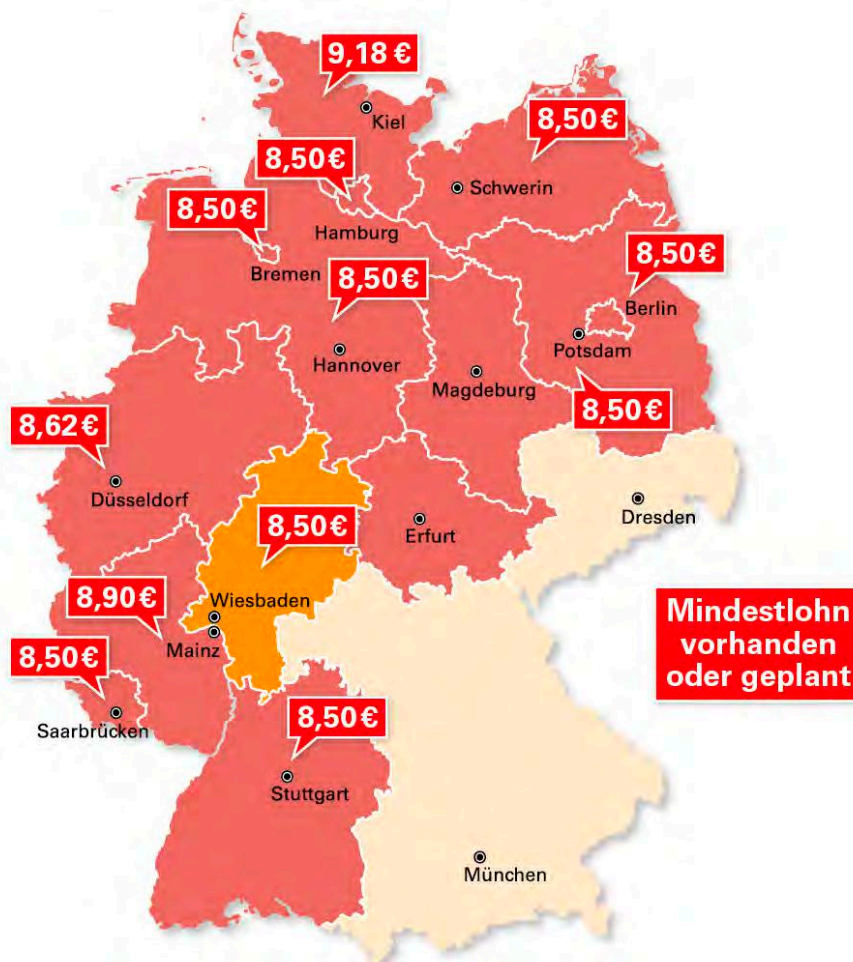 9,18 €
Kiel
8,50 €
Schwerin
8,50 €
Hamburg
8,50 €
Bremen
8,50 €
Hannover
8,50 €
Berlin
Potsdam
8,50 €
Magdeburg
8,62 €
Düsseldorf
Erfurt
Dresden
8,50 €
Wiesbaden
8,90 €
Mainz
8,50 €
Saarbrücken
8,50 €
Stuttgart
München
Mindestlohn
vorhanden
oder geplant